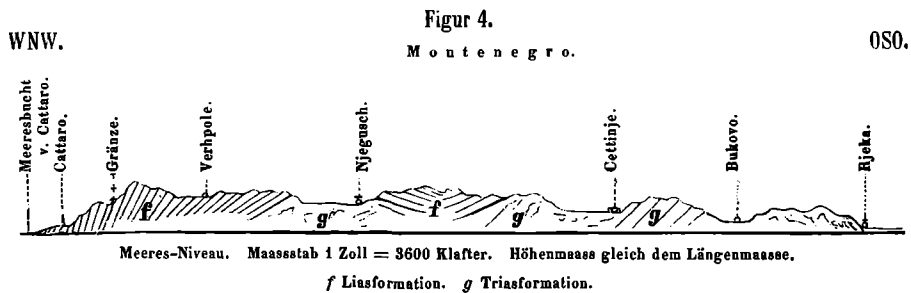 Figur 4.
WNW.
Montenegro.
OSO.
Meeresbucht
v. Cattaro.
Cattaro.
Gränze.
Verhpole.
Njegusch.
Cettinje.
Bukovo.
Rjeka.
f
g
f
g
g
Meeres-Niveau. Maassstab 1 Zoll = 3600 Klafter. Höhenmaass gleich dem Längenmaasse.
f Liasformation. g Triasformation.